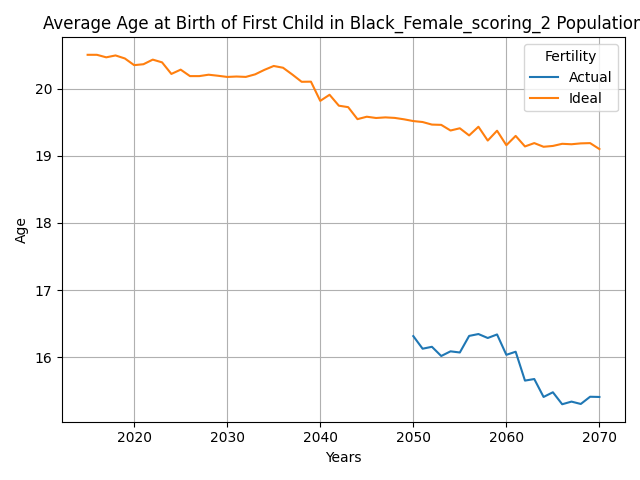 Average Age at Birth of First Child in Black_Female_scoring_2 Population
Fertility
Actual
Ideal
20
19
18
17
16
Age
2020
2030
2040
2050
2060
2070
Years